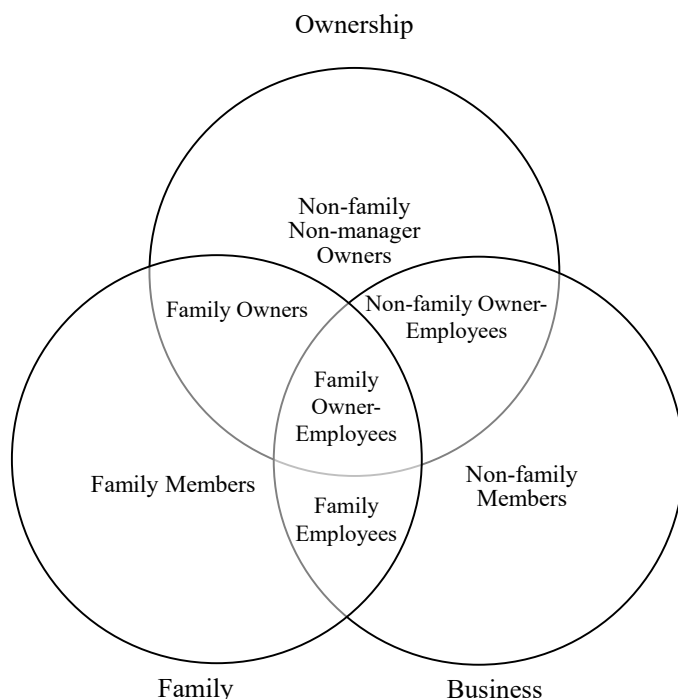 Ownership
Non-family
Non-manager
Owners
Family Owners
Non-family Owner-
Employees
Family
Owner-
Employees
Family Members
Non-family
Members
Family
Employees
Family
Business